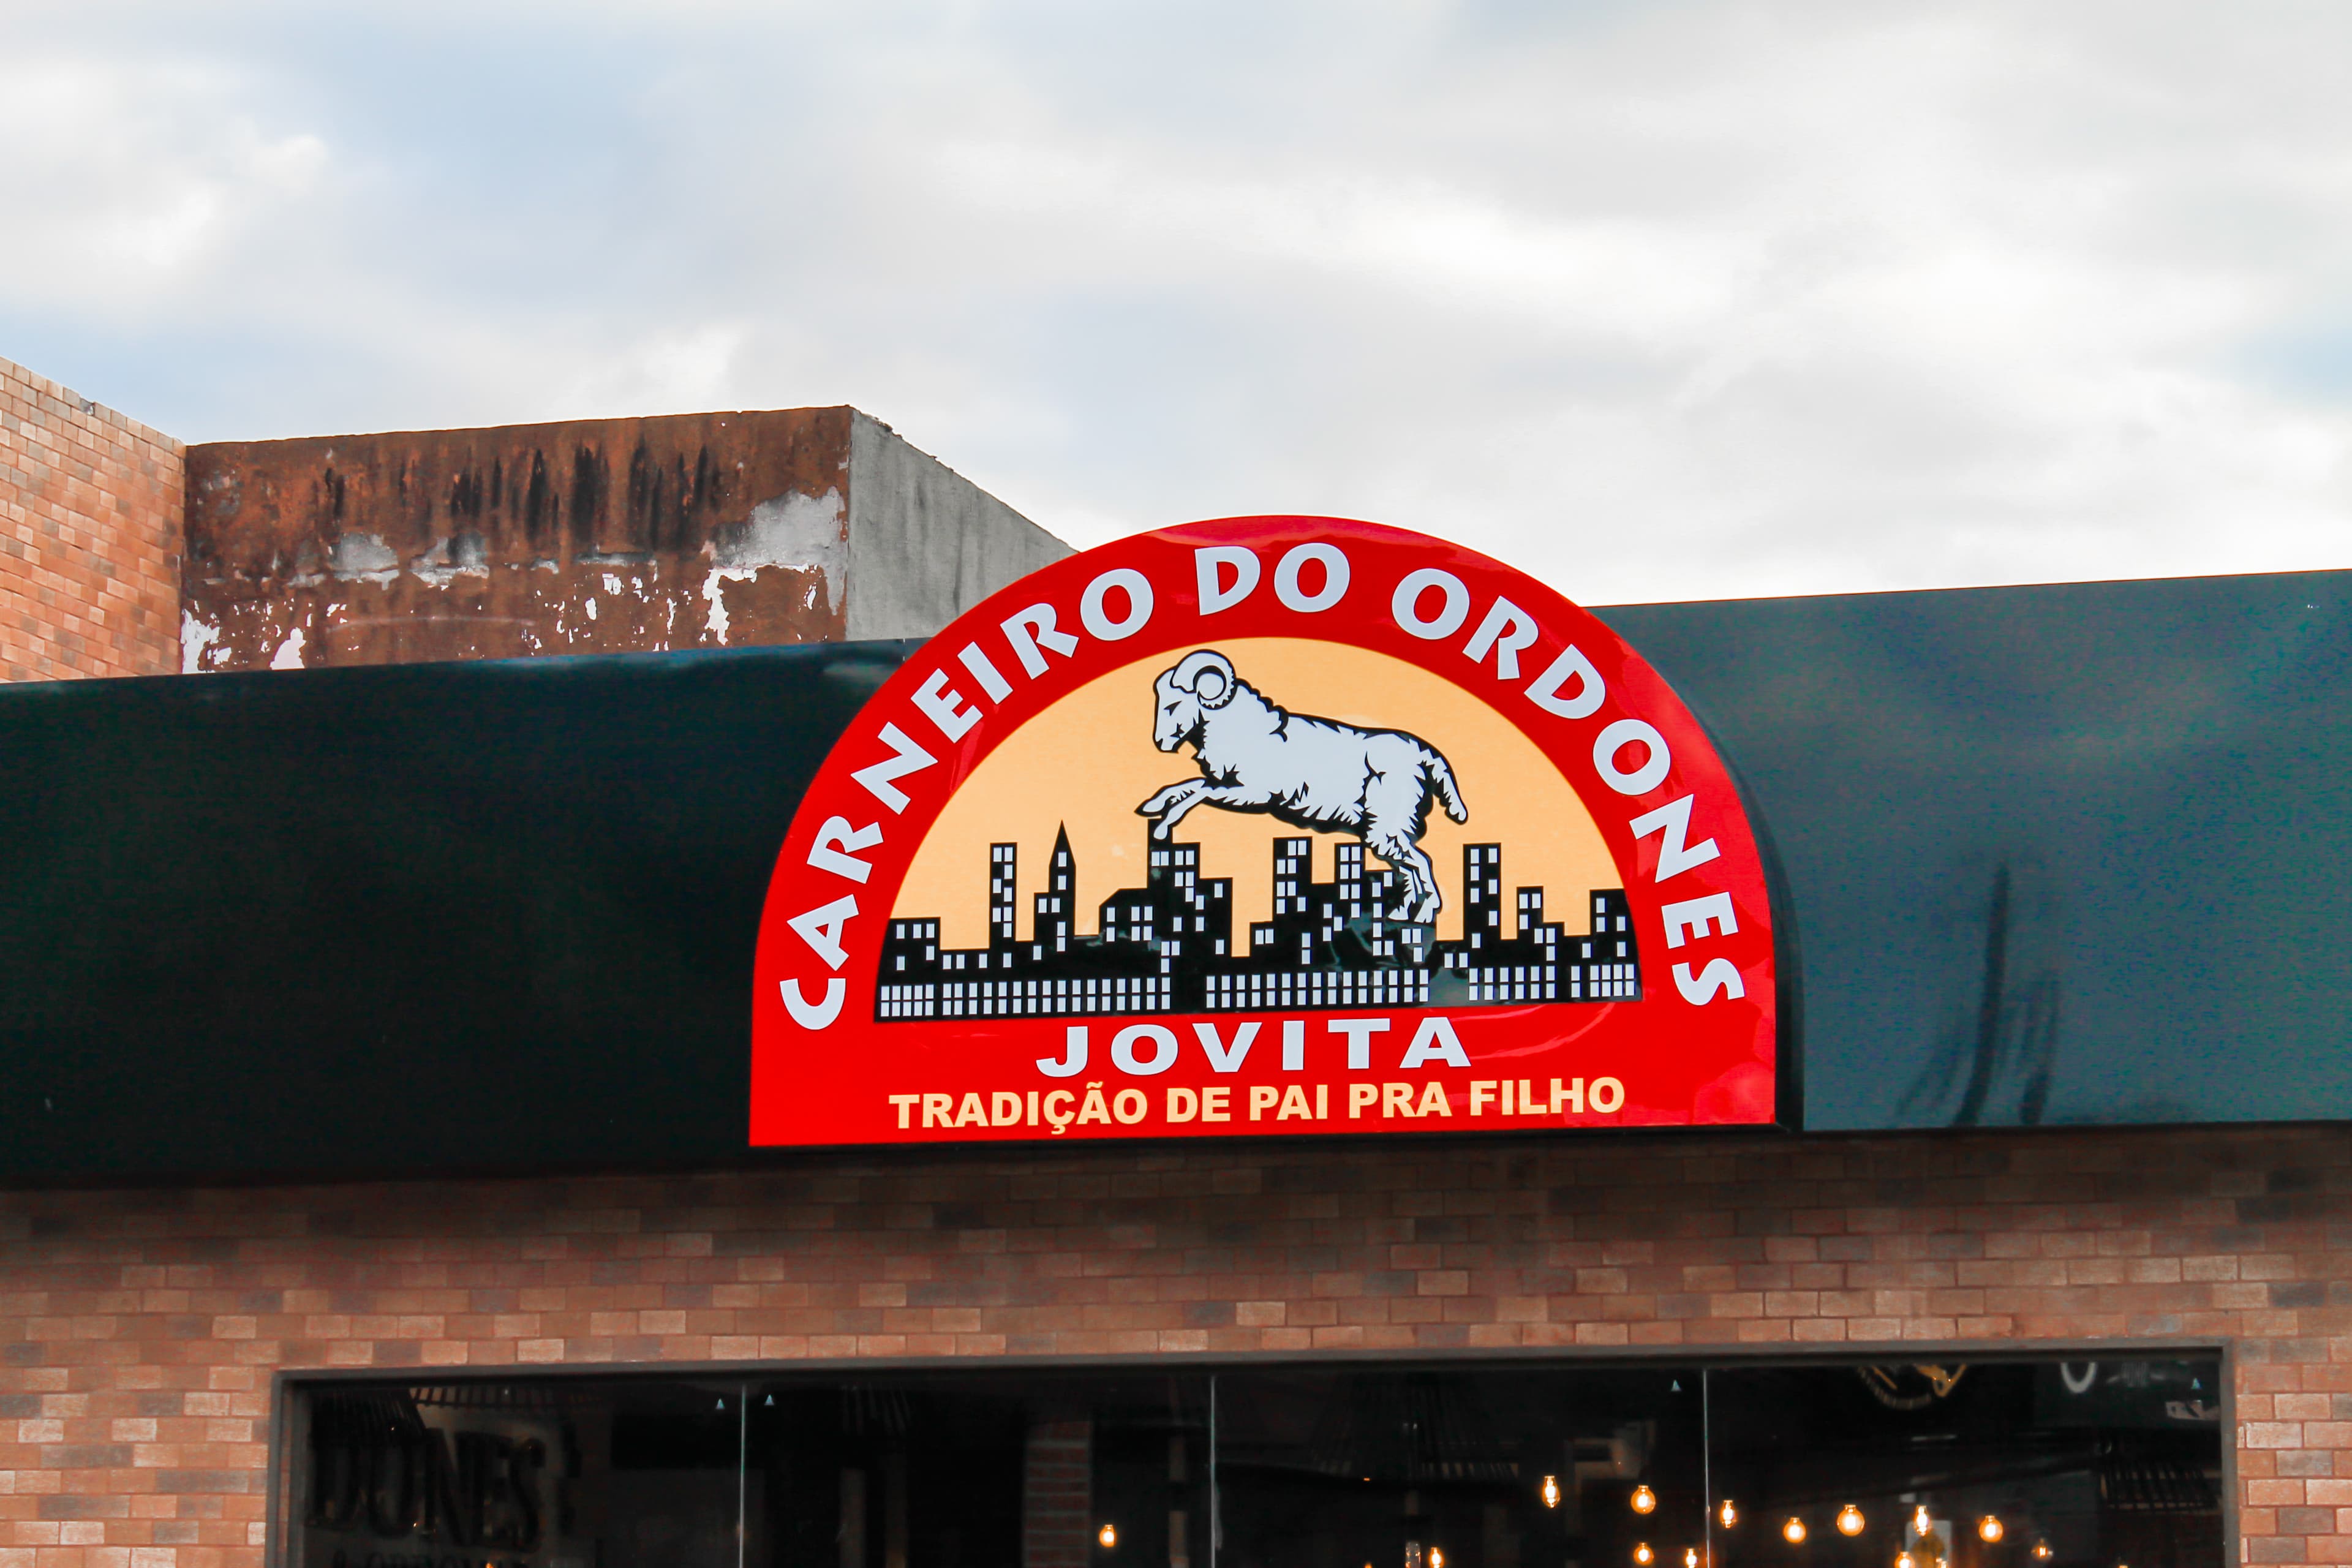 CARNEIRO DO ORDONES
JOVITA
TRADIÇÃO DE PAI PRA FILHO